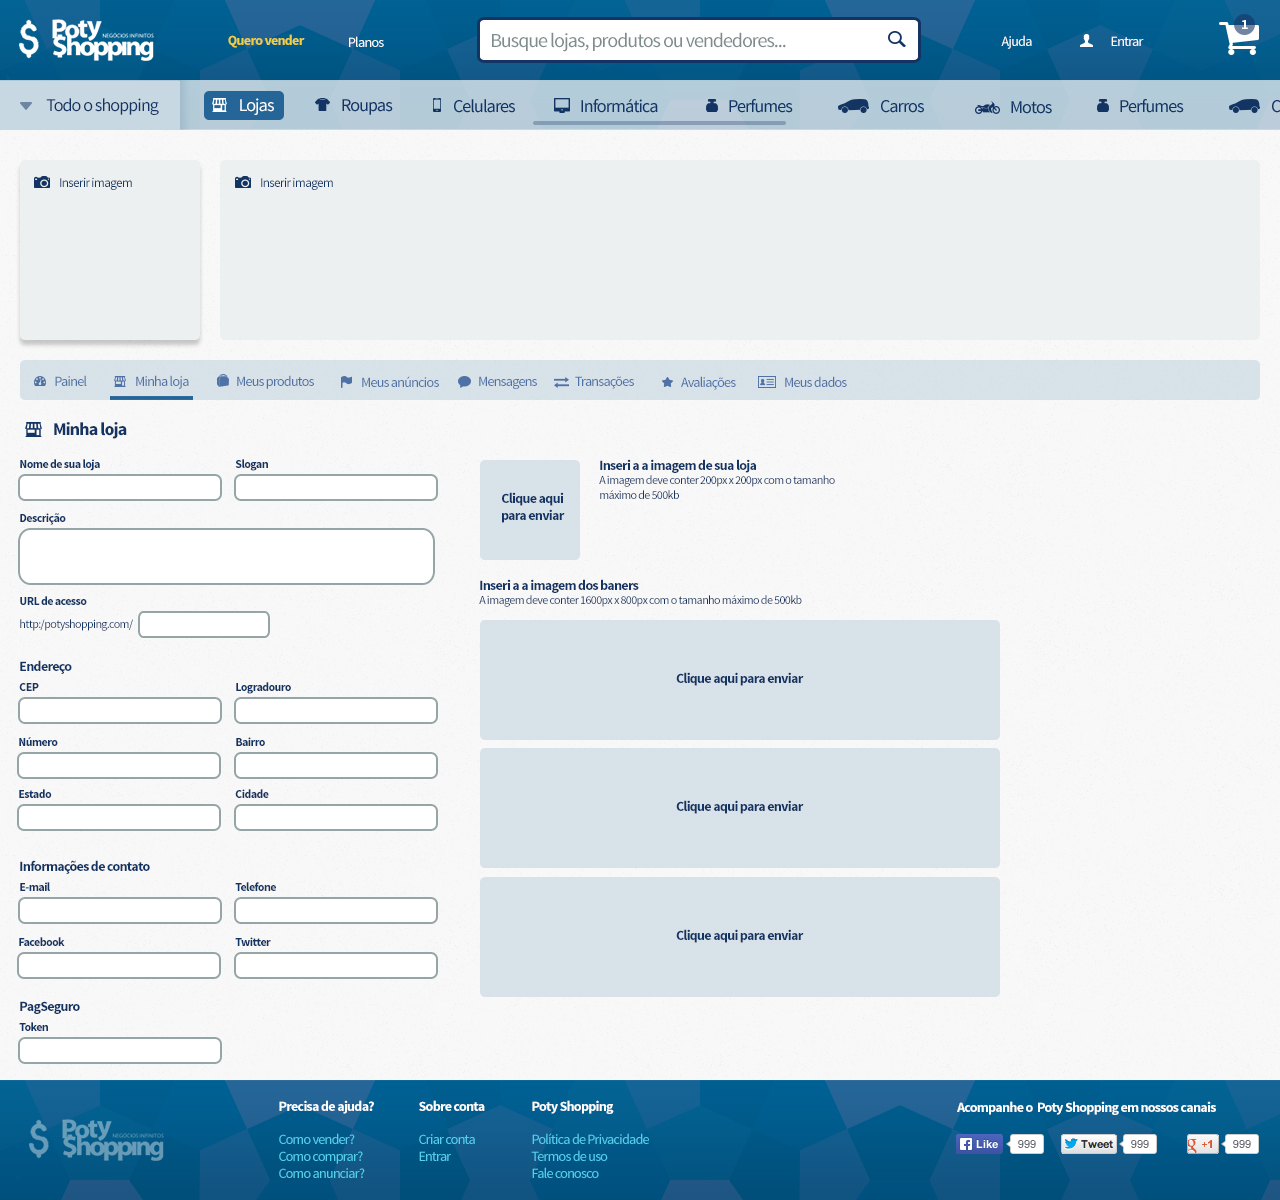 $ Poty Shopping NEGÓCIOS INFINITOS
Quero vender
Planos
Busque lojas, produtos ou vendedores...
Ajuda
Entrar
1
Todo o shopping
Lojas
Roupas
Celulares
Informática
Perfumes
Carros
Motos
Perfumes
C
Inserir imagem
Inserir imagem
Painel
Minha loja
Meus produtos
Meus anúncios
Mensagens
Transações
Avaliações
Meus dados
Minha loja
Nome de sua loja
Slogan
Descrição
URL de acesso
http:/potyshopping.com/
Endereço
CEP
Logradouro
Número
Bairro
Estado
Cidade
Informações de contato
E-mail
Telefone
Facebook
Twitter
PagSeguro
Token
Clique aqui
para enviar
Inseri a a imagem de sua loja
A imagem deve conter 200px x 200px com o tamanho
máximo de 500kb
Inseri a a imagem dos baners
A imagem deve conter 1600px x 800px com o tamanho máximo de 500kb
Clique aqui para enviar
Clique aqui para enviar
Clique aqui para enviar
$ Poty Shopping NEGÓCIOS INFINITOS
Precisa de ajuda?
Como vender?
Como comprar?
Como anunciar?
Sobre conta
Criar conta
Entrar
Poty Shopping
Política de Privacidade
Termos de uso
Fale conosco
Acompanhe o Poty Shopping em nossos canais
Like 999
Tweet 999
g +1 999